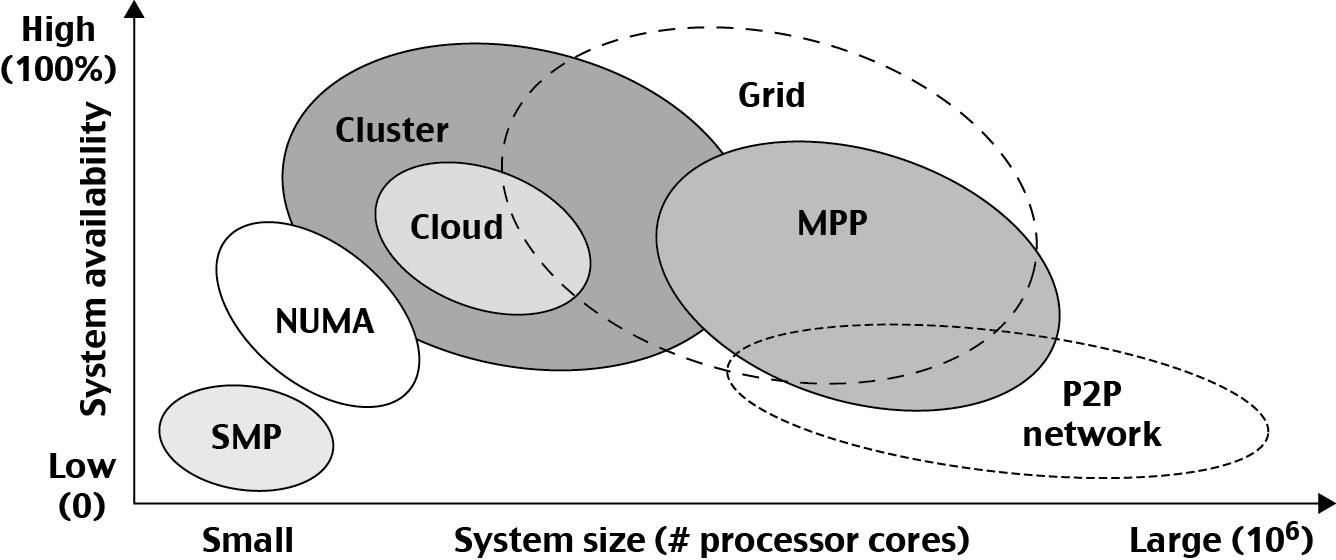 High
(100%)
System availability
Low
(0)
Cluster
Grid
Cloud
MPP
NUMA
SMP
P2P
network
Small
System size (# processor cores)
Large (10⁶)